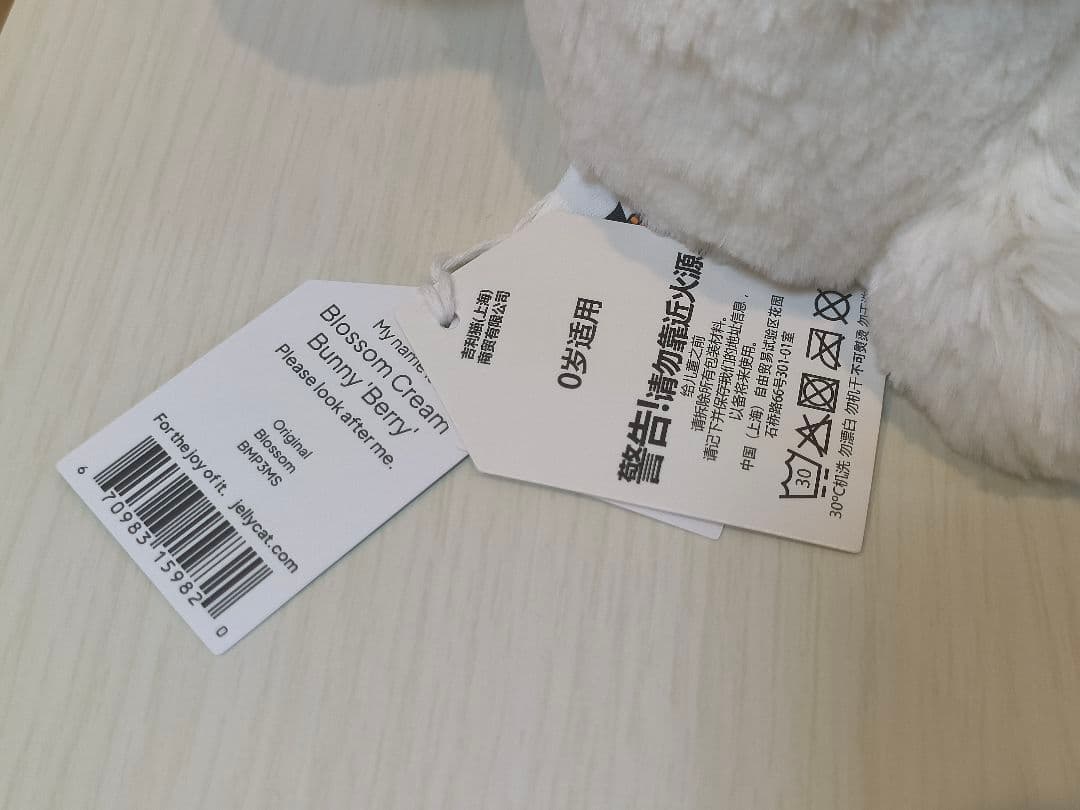 My name
Blossom Cream
Bunny 'Berry'
Please look after me.
Original
Blossom
BMP3MS
For the joy of it. jellycat.com
6 70983 15982 0
吉利猫(上海)
商贸有限公司
0岁适用
警告!请勿靠近火源
给儿童之前
请拆除所有包装材料。
请记下并保存我们的地址信息,
以备将来使用。
中国(上海)自由贸易试验区花园
石桥路66号301-01室
30
30°C机洗 勿漂白 勿机干 不可熨烫 勿干洗